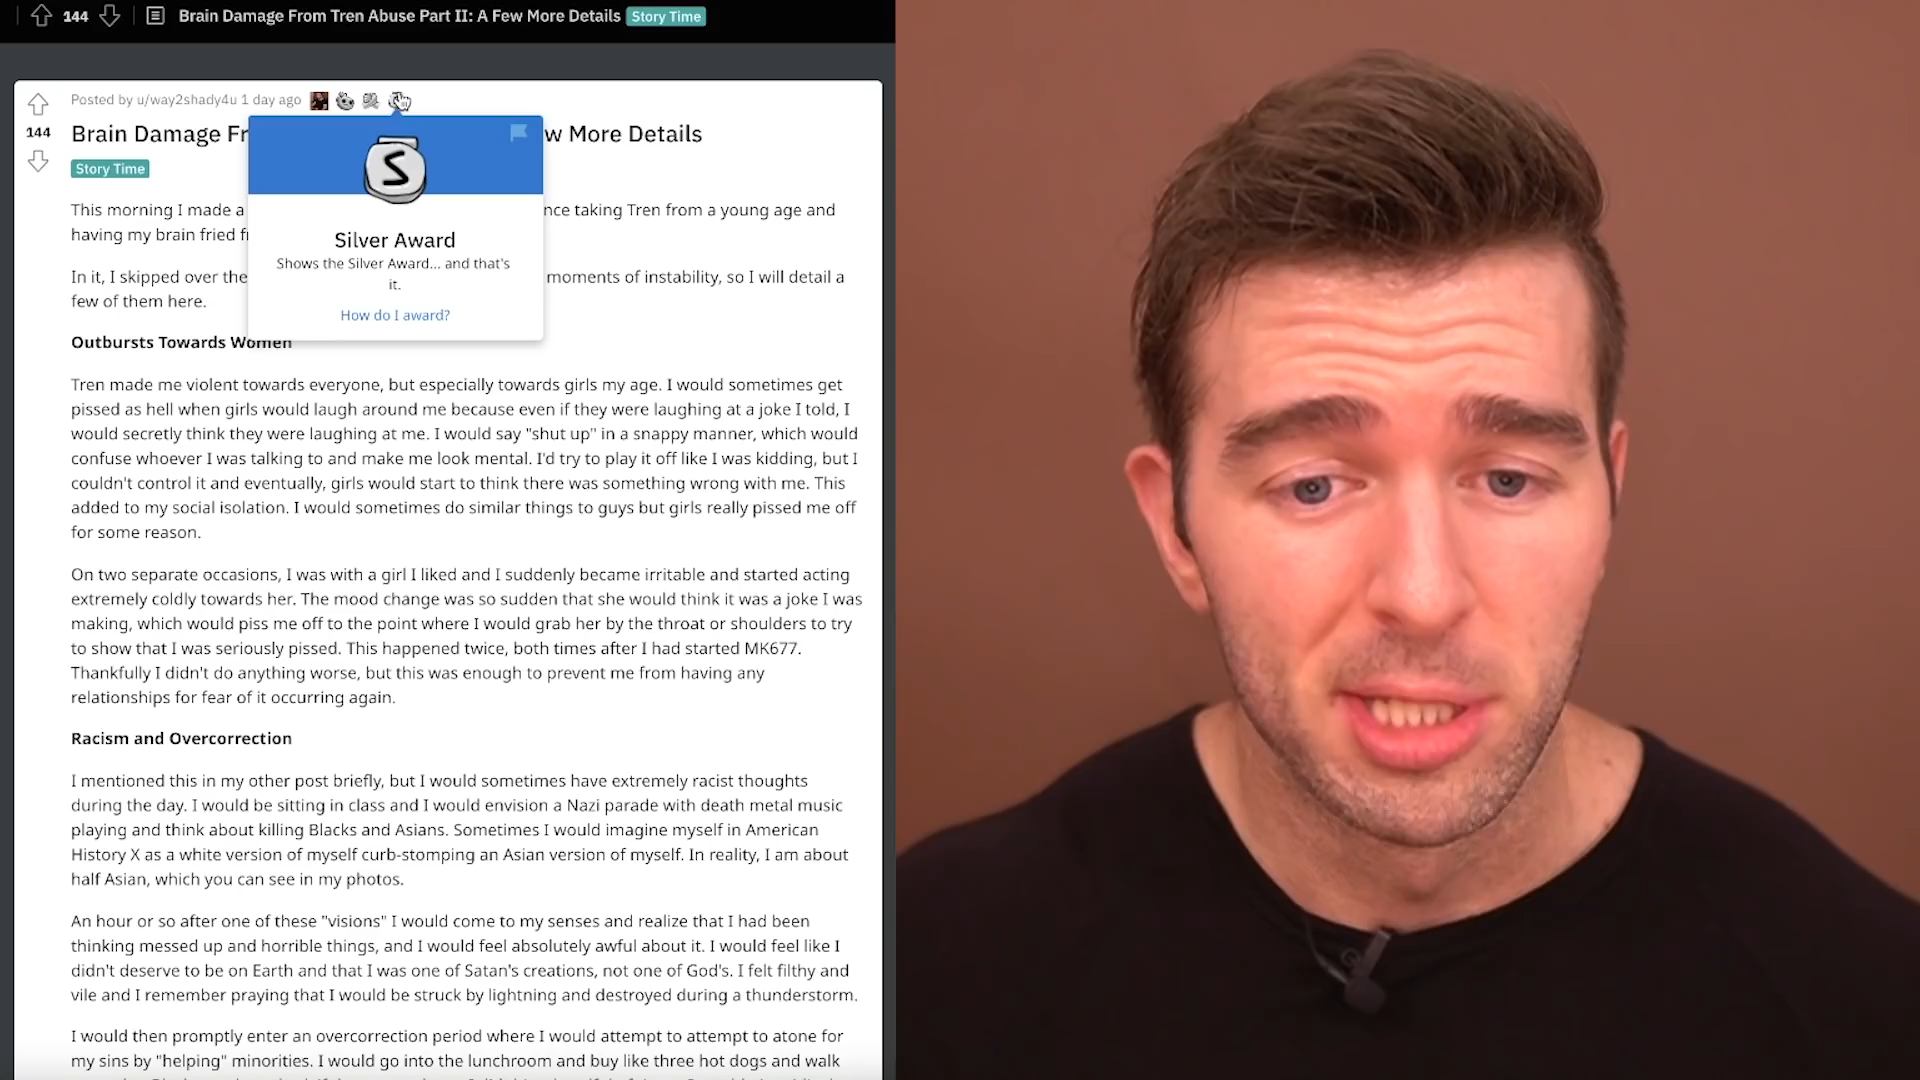 144 Brain Damage From Tren Abuse Part II: A Few More Details Story Time
Posted by u/way2shady4u 1 day ago
144 Brain Damage Fr w More Details
Story Time
This morning I made a nce taking Tren from a young age and
having my brain fried f
In it, I skipped over the moments of instability, so I will detail a
few of them here.
Silver Award
Shows the Silver Award... and that's
it.
How do I award?
Outbursts Towards Women
Tren made me violent towards everyone, but especially towards girls my age. I would sometimes get
pissed as hell when girls would laugh around me because even if they were laughing at a joke I told, I
would secretly think they were laughing at me. I would say "shut up" in a snappy manner, which would
confuse whoever I was talking to and make me look mental. I'd try to play it off like I was kidding, but I
couldn't control it and eventually, girls would start to think there was something wrong with me. This
added to my social isolation. I would sometimes do similar things to guys but girls really pissed me off
for some reason.
On two separate occasions, I was with a girl I liked and I suddenly became irritable and started acting
extremely coldly towards her. The mood change was so sudden that she would think it was a joke I was
making, which would piss me off to the point where I would grab her by the throat or shoulders to try
to show that I was seriously pissed. This happened twice, both times after I had started MK677.
Thankfully I didn't do anything worse, but this was enough to prevent me from having any
relationships for fear of it occurring again.
Racism and Overcorrection
I mentioned this in my other post briefly, but I would sometimes have extremely racist thoughts
during the day. I would be sitting in class and I would envision a Nazi parade with death metal music
playing and think about killing Blacks and Asians. Sometimes I would imagine myself in American
History X as a white version of myself curb-stomping an Asian version of myself. In reality, I am about
half Asian, which you can see in my photos.
An hour or so after one of these "visions" I would come to my senses and realize that I had been
thinking messed up and horrible things, and I would feel absolutely awful about it. I would feel like I
didn't deserve to be on Earth and that I was one of Satan's creations, not one of God's. I felt filthy and
vile and I remember praying that I would be struck by lightning and destroyed during a thunderstorm.
I would then promptly enter an overcorrection period where I would attempt to attempt to atone for
my sins by "helping" minorities. I would go into the lunchroom and buy like three hot dogs and walk